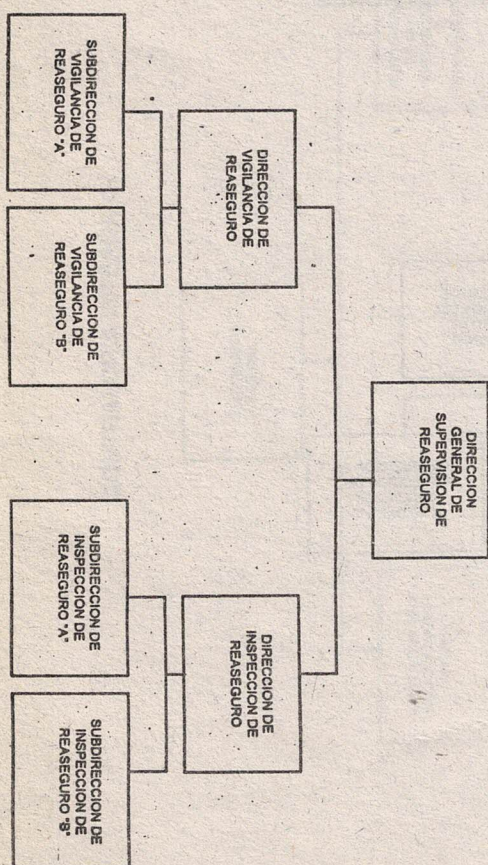 DIRECCION
GENERAL DE
SUPERVISION DE
REASEGURO
DIRECCION DE
VIGILANCIA DE
REASEGURO
DIRECCION DE
INSPECCION DE
REASEGURO
SUBDIRECCION DE
VIGILANCIA DE
REASEGURO "A"
SUBDIRECCION DE
VIGILANCIA DE
REASEGURO "B"
SUBDIRECCION DE
INSPECCION DE
REASEGURO "A"
SUBDIRECCION DE
INSPECCION DE
REASEGURO "B"